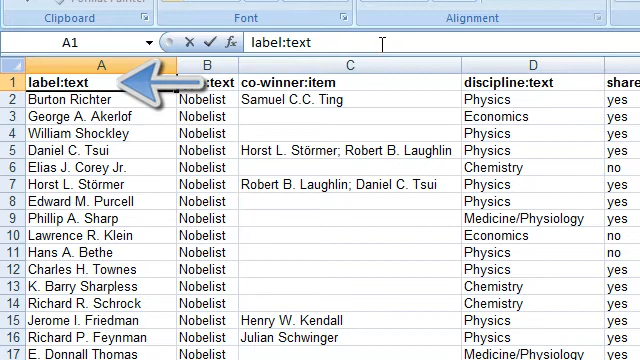 Format Painter
Clipboard Font Alignment
A1 fx label:text
A B C D
1 label:text :text co-winner:item discipline:text share
2 Burton Richter Nobelist Samuel C.C. Ting Physics yes
3 George A. Akerlof Nobelist Economics yes
4 William Shockley Nobelist Physics yes
5 Daniel C. Tsui Nobelist Horst L. Störmer; Robert B. Laughlin Physics yes
6 Elias J. Corey Jr. Nobelist Chemistry no
7 Horst L. Störmer Nobelist Robert B. Laughlin; Daniel C. Tsui Physics yes
8 Edward M. Purcell Nobelist Physics yes
9 Phillip A. Sharp Nobelist Medicine/Physiology yes
10 Lawrence R. Klein Nobelist Economics no
11 Hans A. Bethe Nobelist Physics no
12 Charles H. Townes Nobelist Physics yes
13 K. Barry Sharpless Nobelist Chemistry yes
14 Richard R. Schrock Nobelist Chemistry yes
15 Jerome I. Friedman Nobelist Henry W. Kendall Physics yes
16 Richard P. Feynman Nobelist Julian Schwinger Physics yes
17 E. Donnall Thomas Nobelist Medicine/Physiology yes